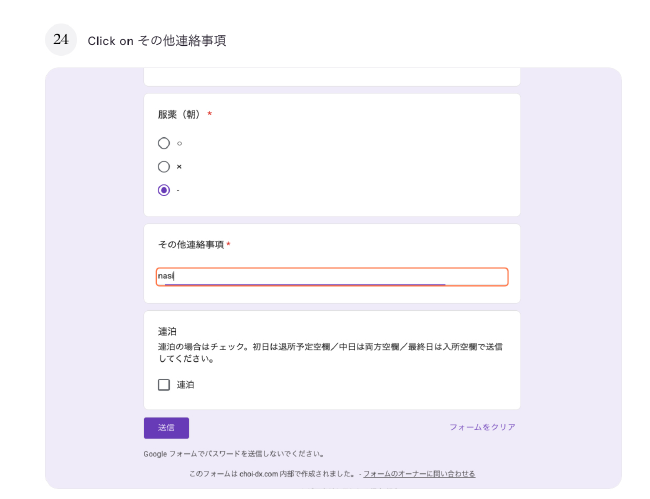 24 Click on その他連絡事項
服薬（朝） *
○
×
-
その他連絡事項 *
nasi
連泊
連泊の場合はチェック。初日は退所予定空欄／中日は両方空欄／最終日は入所空欄で送信
してください。
連泊
送信 フォームをクリア
Google フォームでパスワードを送信しないでください。
このフォームは choi-dx.com 内部で作成されました。 - フォームのオーナーに問い合わせる